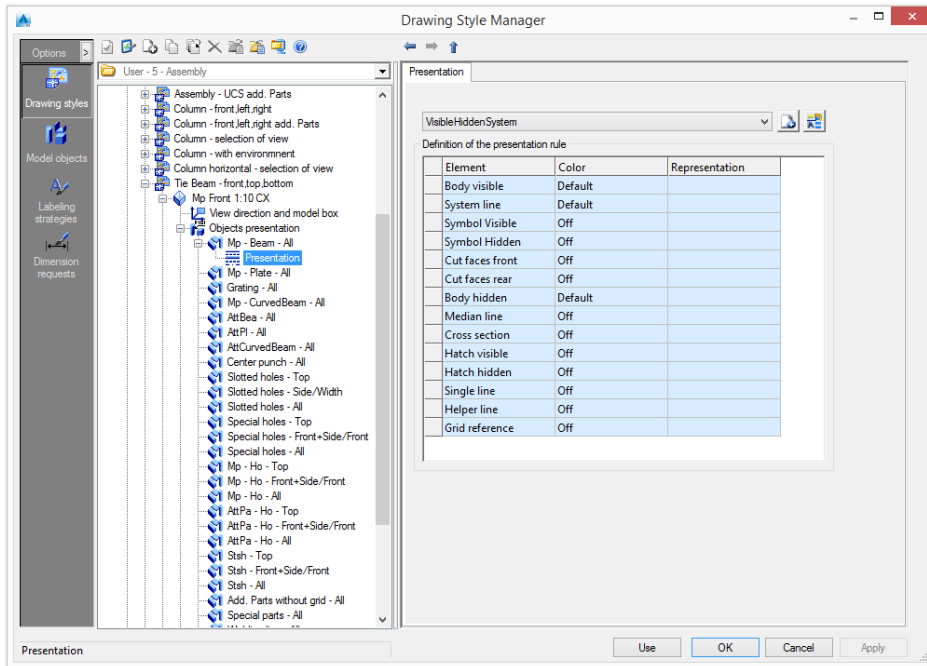 Drawing Style Manager
Options
Drawing styles
Model objects
Labeling
strategies
Dimension
requests
User - 5 - Assembly
Assembly - UCS add. Parts
Column - front,left,right
Column - front,left,right add. Parts
Column - selection of view
Column - with environmnent
Column horizontal - selection of view
Tie Beam - front,top,bottom
Mp Front 1:10 CX
View direction and model box
Objects presentation
Mp - Beam - All
Presentation
Mp - Plate - All
Grating - All
Mp - CurvedBeam - All
AttBea - All
AttPl - All
AttCurvedBeam - All
Center punch - All
Slotted holes - Top
Slotted holes - Side/Width
Slotted holes - All
Special holes - Top
Special holes - Front+Side/Front
Special holes - All
Mp - Ho - Top
Mp - Ho - Front+Side/Front
Mp - Ho - All
AttPa - Ho - Top
AttPa - Ho - Front+Side/Front
AttPa - Ho - All
Stsh - Top
Stsh - Front+Side/Front
Stsh - All
Add. Parts without grid - All
Special parts - All
Presentation
VisibleHiddenSystem
Definition of the presentation rule
Element Color Representation
Body visible Default
System line Default
Symbol Visible Off
Symbol Hidden Off
Cut faces front Off
Cut faces rear Off
Body hidden Default
Median line Off
Cross section Off
Hatch visible Off
Hatch hidden Off
Single line Off
Helper line Off
Grid reference Off
Presentation
Use OK Cancel Apply